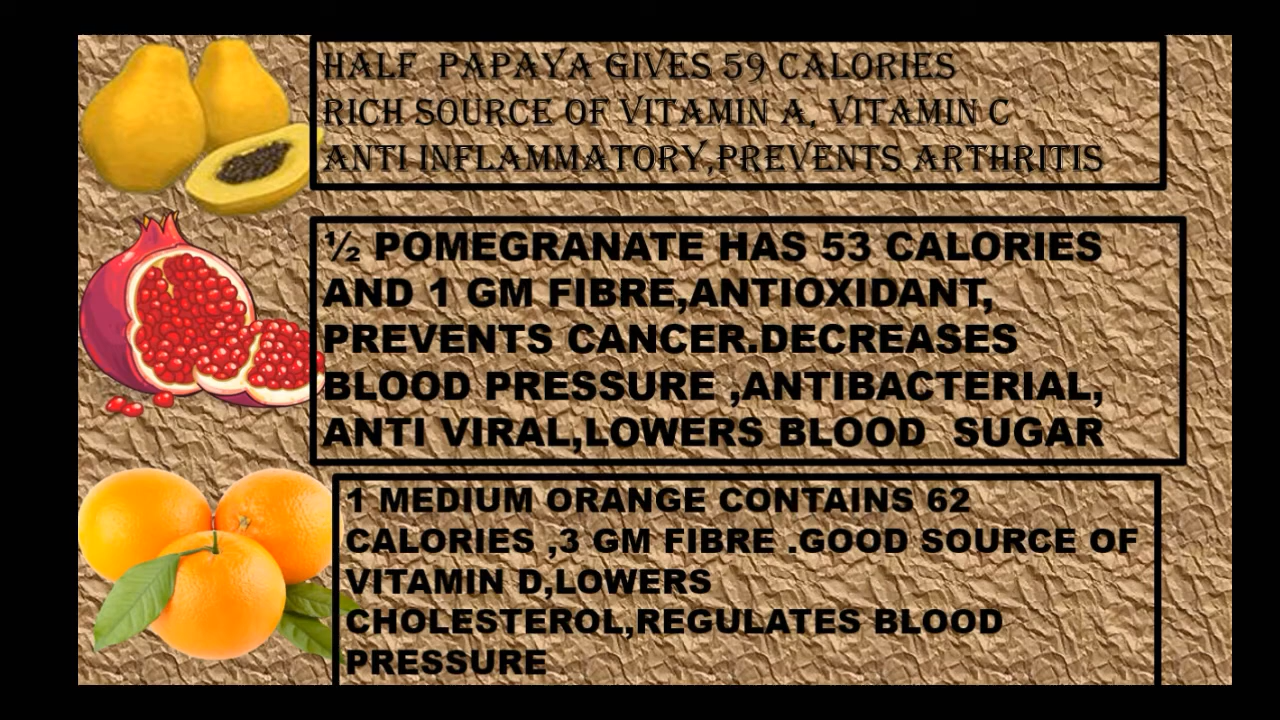 HALF PAPAYA GIVES 59 CALORIES
RICH SOURCE OF VITAMIN A, VITAMIN C
ANTI INFLAMMATORY,PREVENTS ARTHRITIS
½ POMEGRANATE HAS 53 CALORIES
AND 1 GM FIBRE,ANTIOXIDANT,
PREVENTS CANCER.DECREASES
BLOOD PRESSURE ,ANTIBACTERIAL,
ANTI VIRAL,LOWERS BLOOD SUGAR
1 MEDIUM ORANGE CONTAINS 62
CALORIES ,3 GM FIBRE .GOOD SOURCE OF
VITAMIN D,LOWERS
CHOLESTEROL,REGULATES BLOOD
PRESSURE